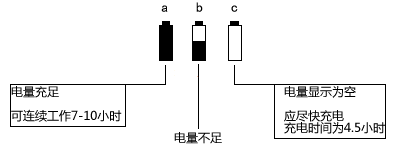 a
b
c
电量充足
可连续工作7-10小时
电量不足
电量显示为空
应尽快充电
充电时间为4.5小时